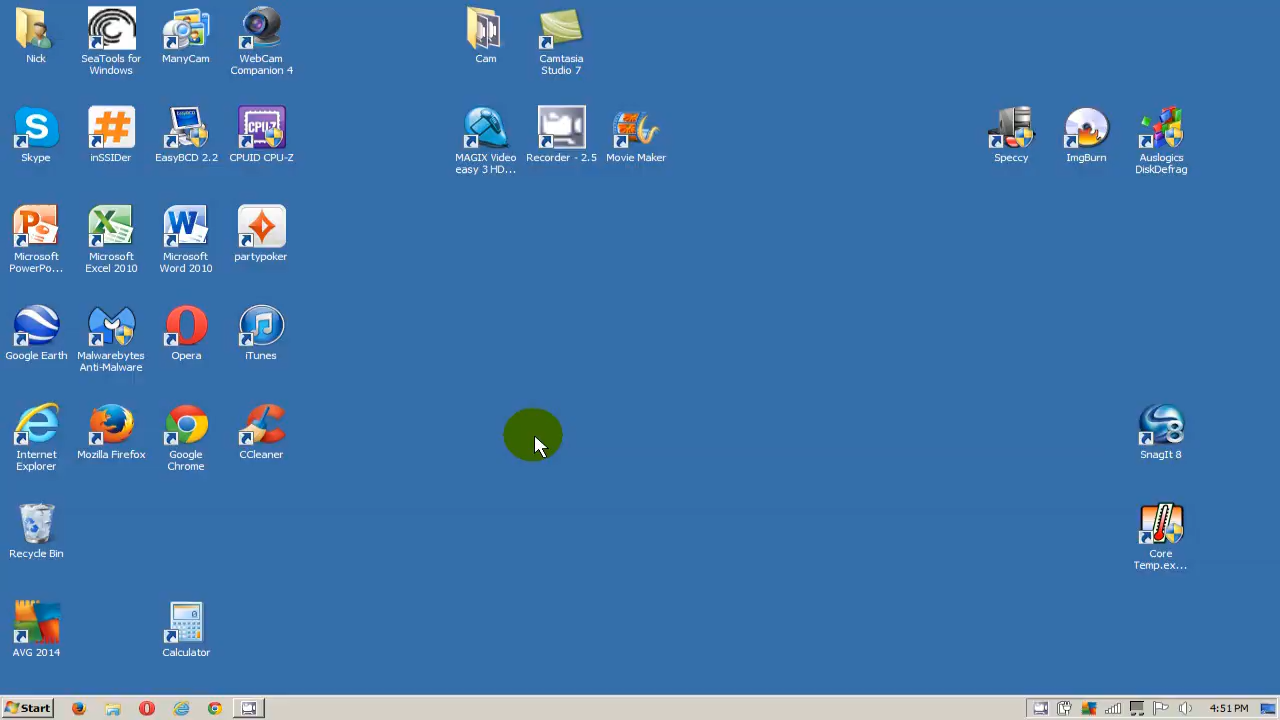 Nick
SeaTools for
Windows
ManyCam
WebCam
Companion 4
Cam
Camtasia
Studio 7
Skype
inSSIDer
EasyBCD 2.2
CPUID CPU-Z
MAGIX Video
easy 3 HD...
Recorder - 2.5
Movie Maker
Speccy
ImgBurn
Auslogics
DiskDefrag
Microsoft
PowerPo...
Microsoft
Excel 2010
Microsoft
Word 2010
partypoker
Google Earth
Malwarebytes
Anti-Malware
Opera
iTunes
Internet
Explorer
Mozilla Firefox
Google
Chrome
CCleaner
SnagIt 8
Recycle Bin
Core
Temp.ex...
AVG 2014
Calculator
Start
4:51 PM